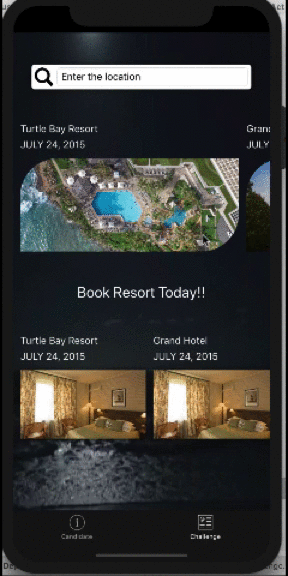 Enter the location
Turtle Bay Resort
JULY 24, 2015
Book Resort Today!!
Turtle Bay Resort
JULY 24, 2015
Grand Hotel
JULY 24, 2015
Candidate
Challenge